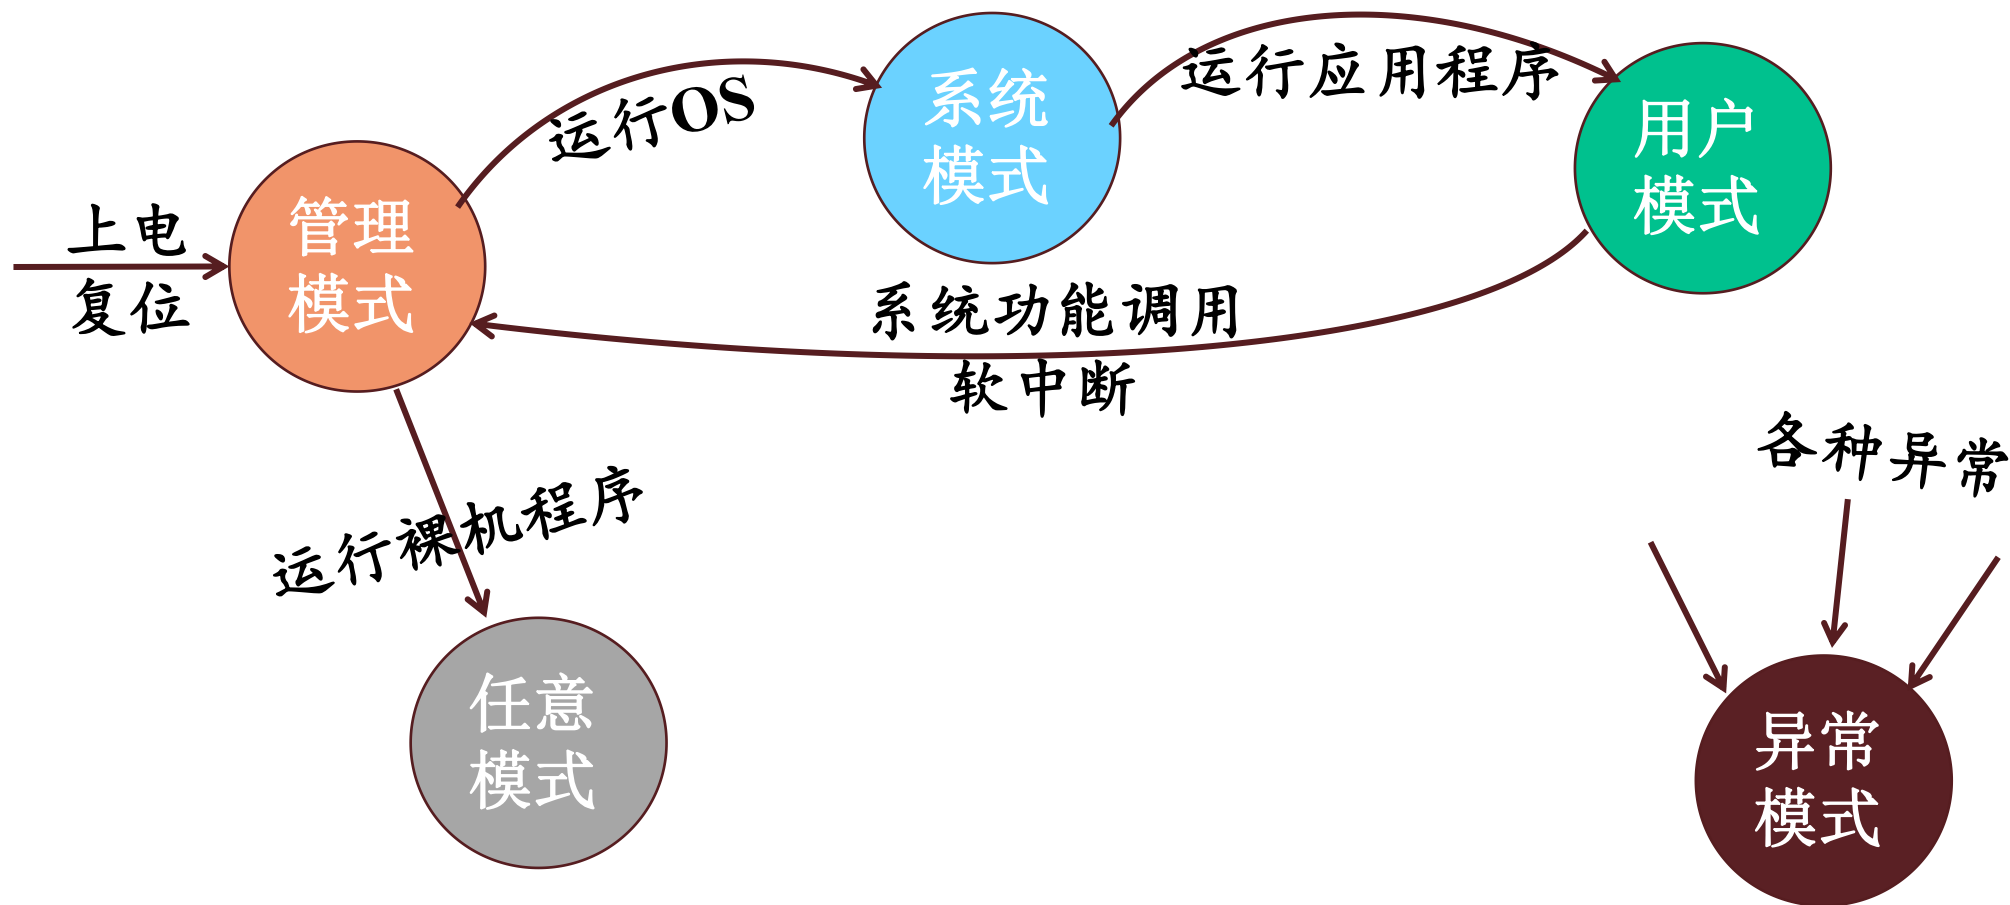 系统
模式
运行应用程序
运行OS
用户
模式
上电
复位
管理
模式
系统功能调用
软中断
各种异常
运行裸机程序
任意
模式
异常
模式